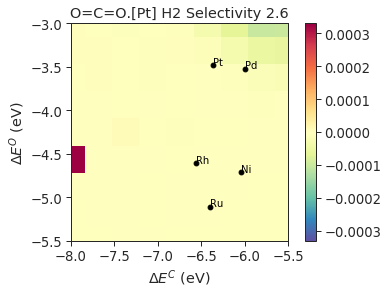 O=C=O.[Pt] H2 Selectivity 2.6
−3.0
−3.5
−4.0
−4.5
−5.0
−5.5
ΔE^O (eV)
Pt
Pd
Rh
Ni
Ru
−8.0 −7.5 −7.0 −6.5 −6.0 −5.5
ΔE^C (eV)
0.0003
0.0002
0.0001
0.0000
−0.0001
−0.0002
−0.0003